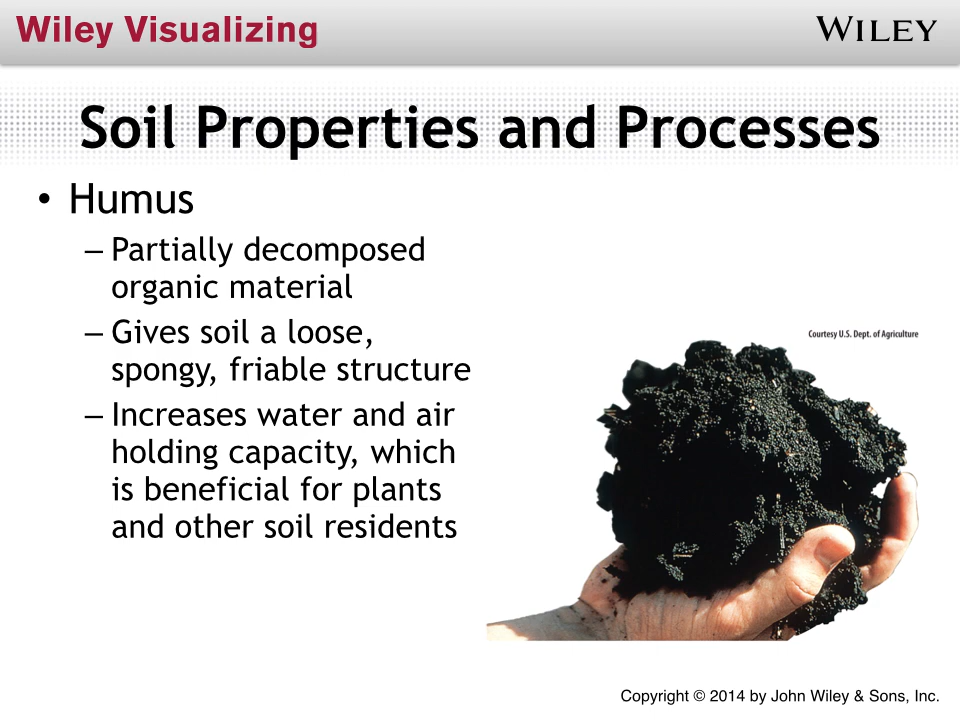 Wiley Visualizing
WILEY
Soil Properties and Processes
• Humus
– Partially decomposed
organic material
– Gives soil a loose,
spongy, friable structure
– Increases water and air
holding capacity, which
is beneficial for plants
and other soil residents
Courtesy U.S. Dept. of Agriculture
Copyright © 2014 by John Wiley & Sons, Inc.